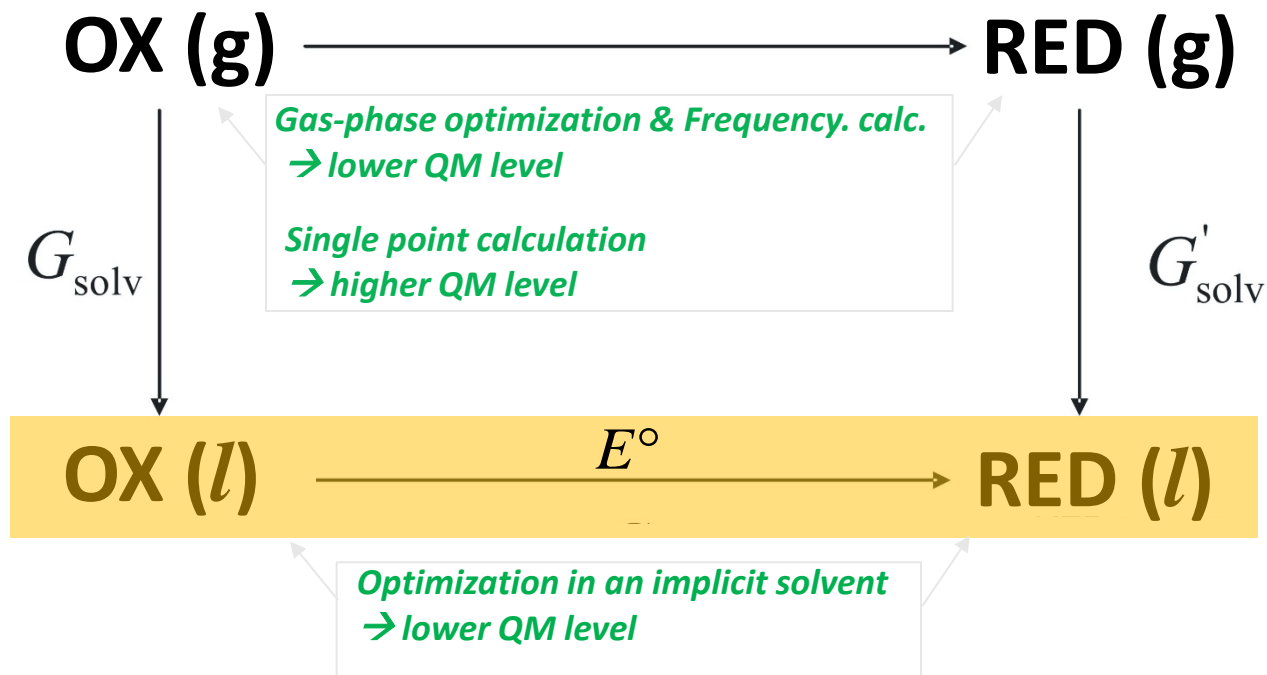 OX (g) RED (g)
Gas-phase optimization & Frequency. calc.
→ lower QM level
Single point calculation
→ higher QM level
G solv G' solv
E°
OX (l) RED (l)
Optimization in an implicit solvent
→ lower QM level